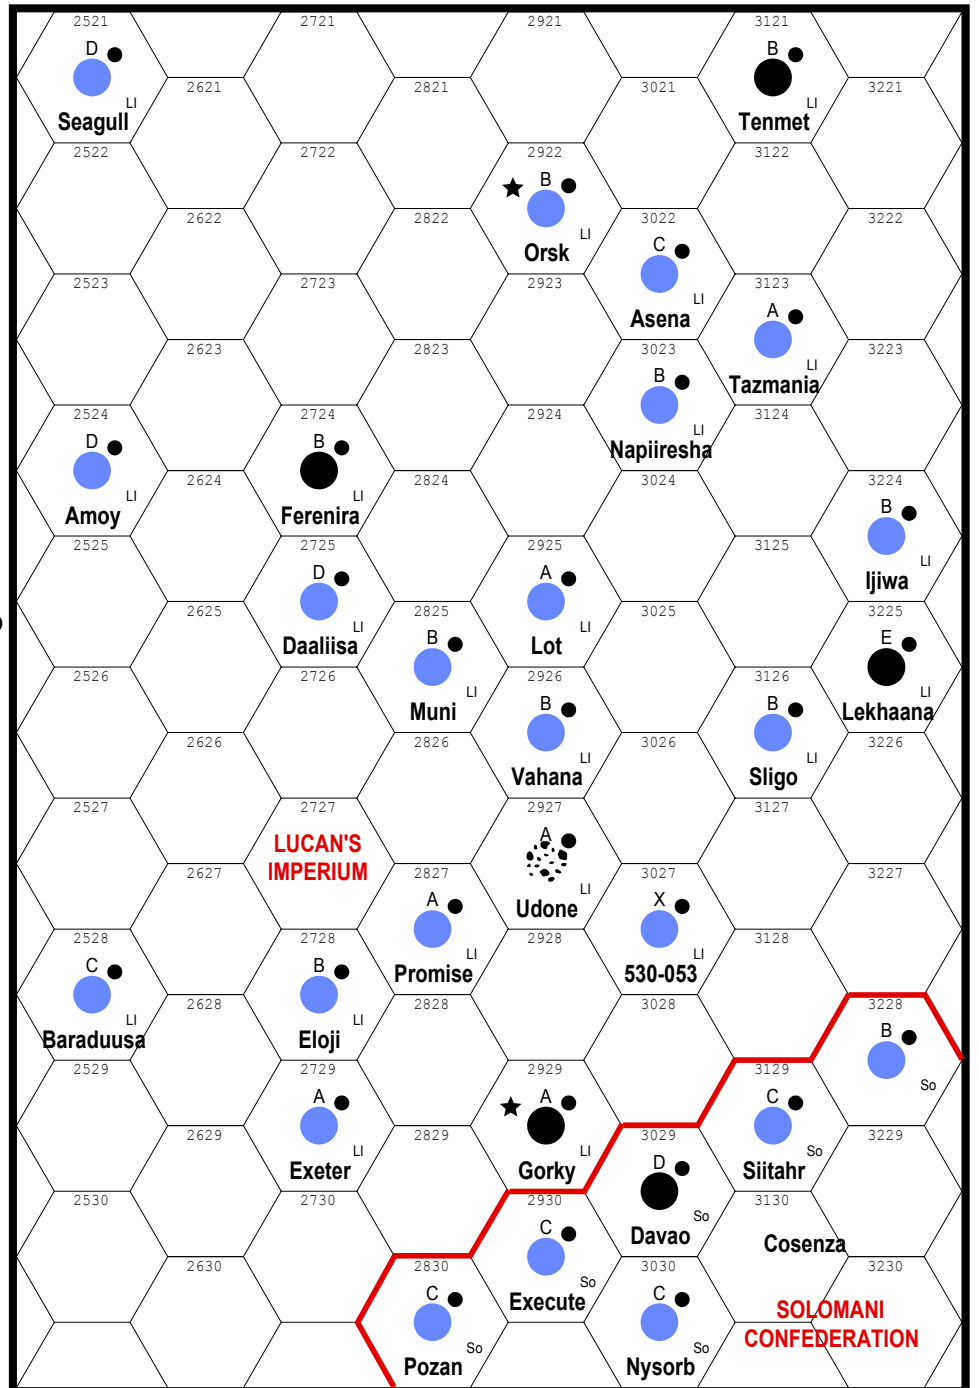 2521
2721
2921
3121
D
B
2621
2821
3021
3221
LI
LI
Seagull
Tenmet
2522
2722
2922
3122
B
2622
2822
3022
3222
LI
Orsk
C
2523
2723
2923
3123
LI
Asena
A
2623
2823
3023
3223
LI
B
Tazmania
2524
2724
2924
3124
D
B
LI
Napiiresha
2624
2824
3024
3224
LI
LI
B
Amoy
Ferenira
2525
2725
2925
3125
LI
D
A
Ijiwa
2625
2825
3025
3225
LI
LI
B
E
Daaliisa
Lot
2526
2726
2926
3126
LI
LI
B
B
Muni
Lekhaana
2626
2826
3026
3226
LI
LI
Vahana
Sligo
2527
2727
2927
3127
A
LUCAN'S
IMPERIUM
2627
2827
3027
3227
LI
A
X
Udone
2528
2728
2928
3128
LI
LI
C
B
Promise
530-053
2628
2828
3028
3228
LI
LI
B
Baraduusa
Eloji
2529
2729
2929
3129
So
A
A
C
2629
2829
3029
3229
LI
LI
So
D
Exeter
Gorky
Siitahr
2530
2730
2930
3130
So
C
Davao
Cosenza
2630
2830
3030
3230
So
C
C
Execute
SOLOMANI
CONFEDERATION
So
So
Pozan
Nysorb